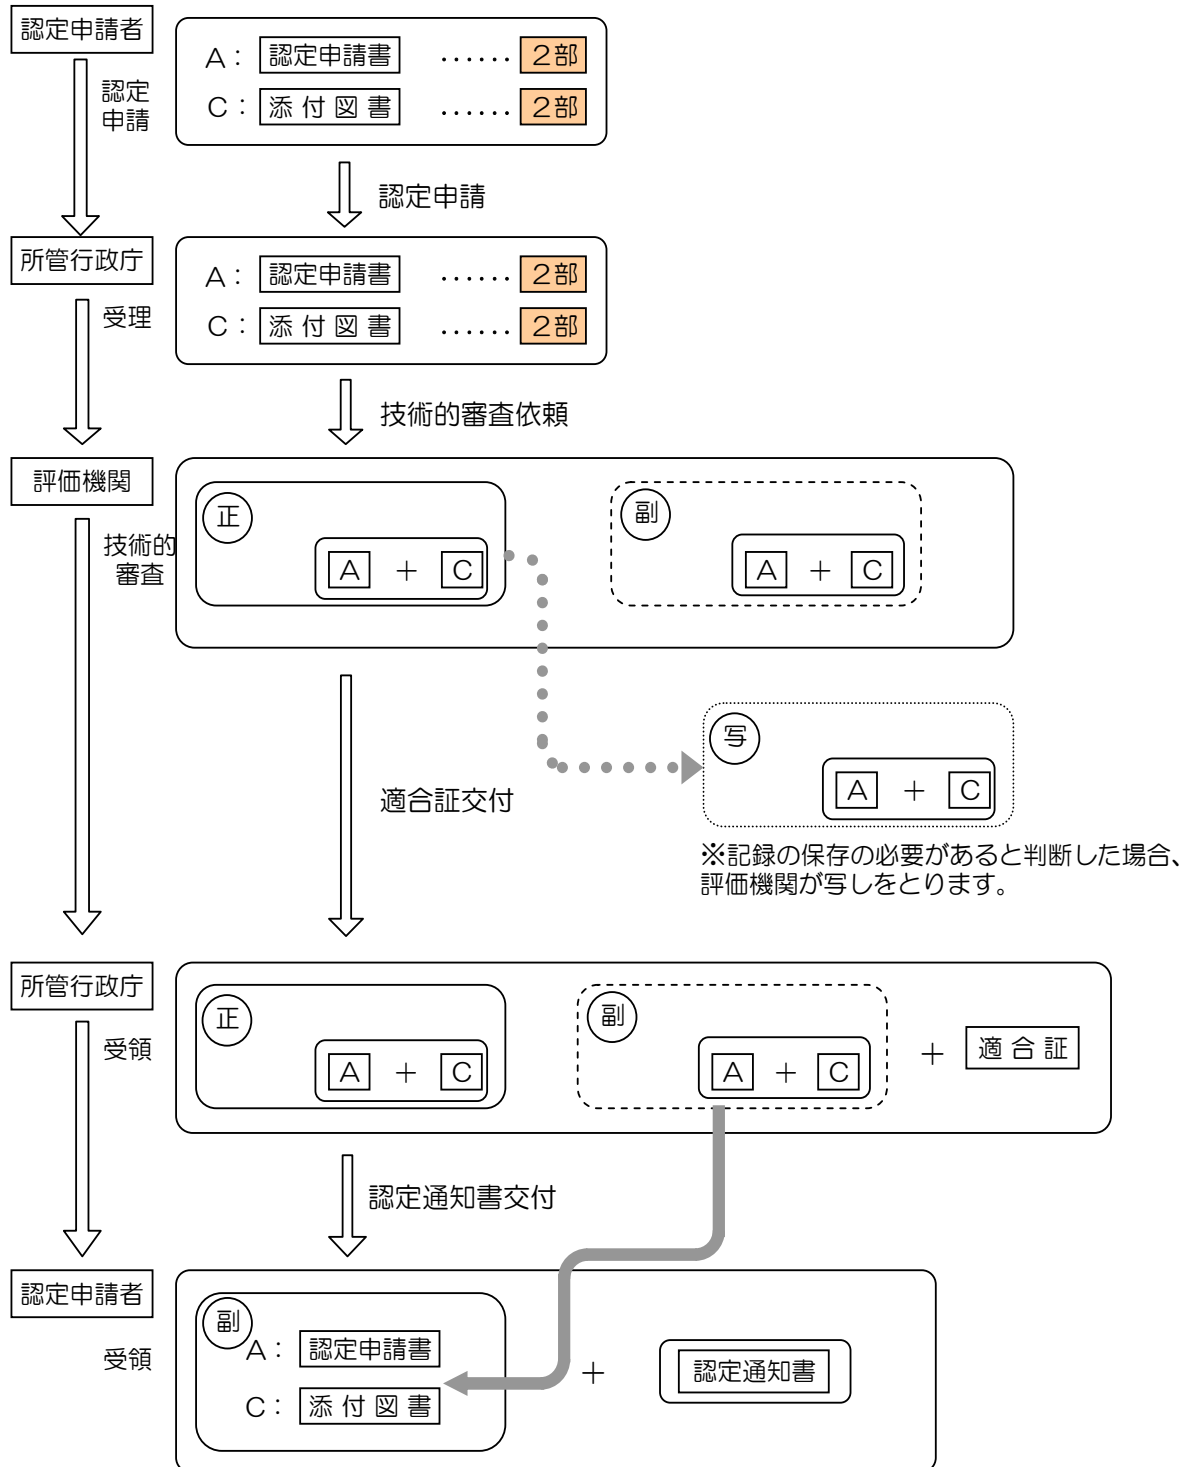 認定申請者
A： 認定申請書 …… 2部
認定
申請
C： 添付図書 …… 2部
認定申請
所管行政庁
A： 認定申請書 …… 2部
受理
C： 添付図書 …… 2部
技術的審査依頼
評価機関
正
副
技術的
審査
A + C
A + C
写
A + C
適合証交付
※記録の保存の必要があると判断した場合、
評価機関が写しをとります。
所管行政庁
正
副
受領
A + C
A + C
+ 適合証
認定通知書交付
認定申請者
副
A： 認定申請書
受領
+ 認定通知書
C： 添付図書